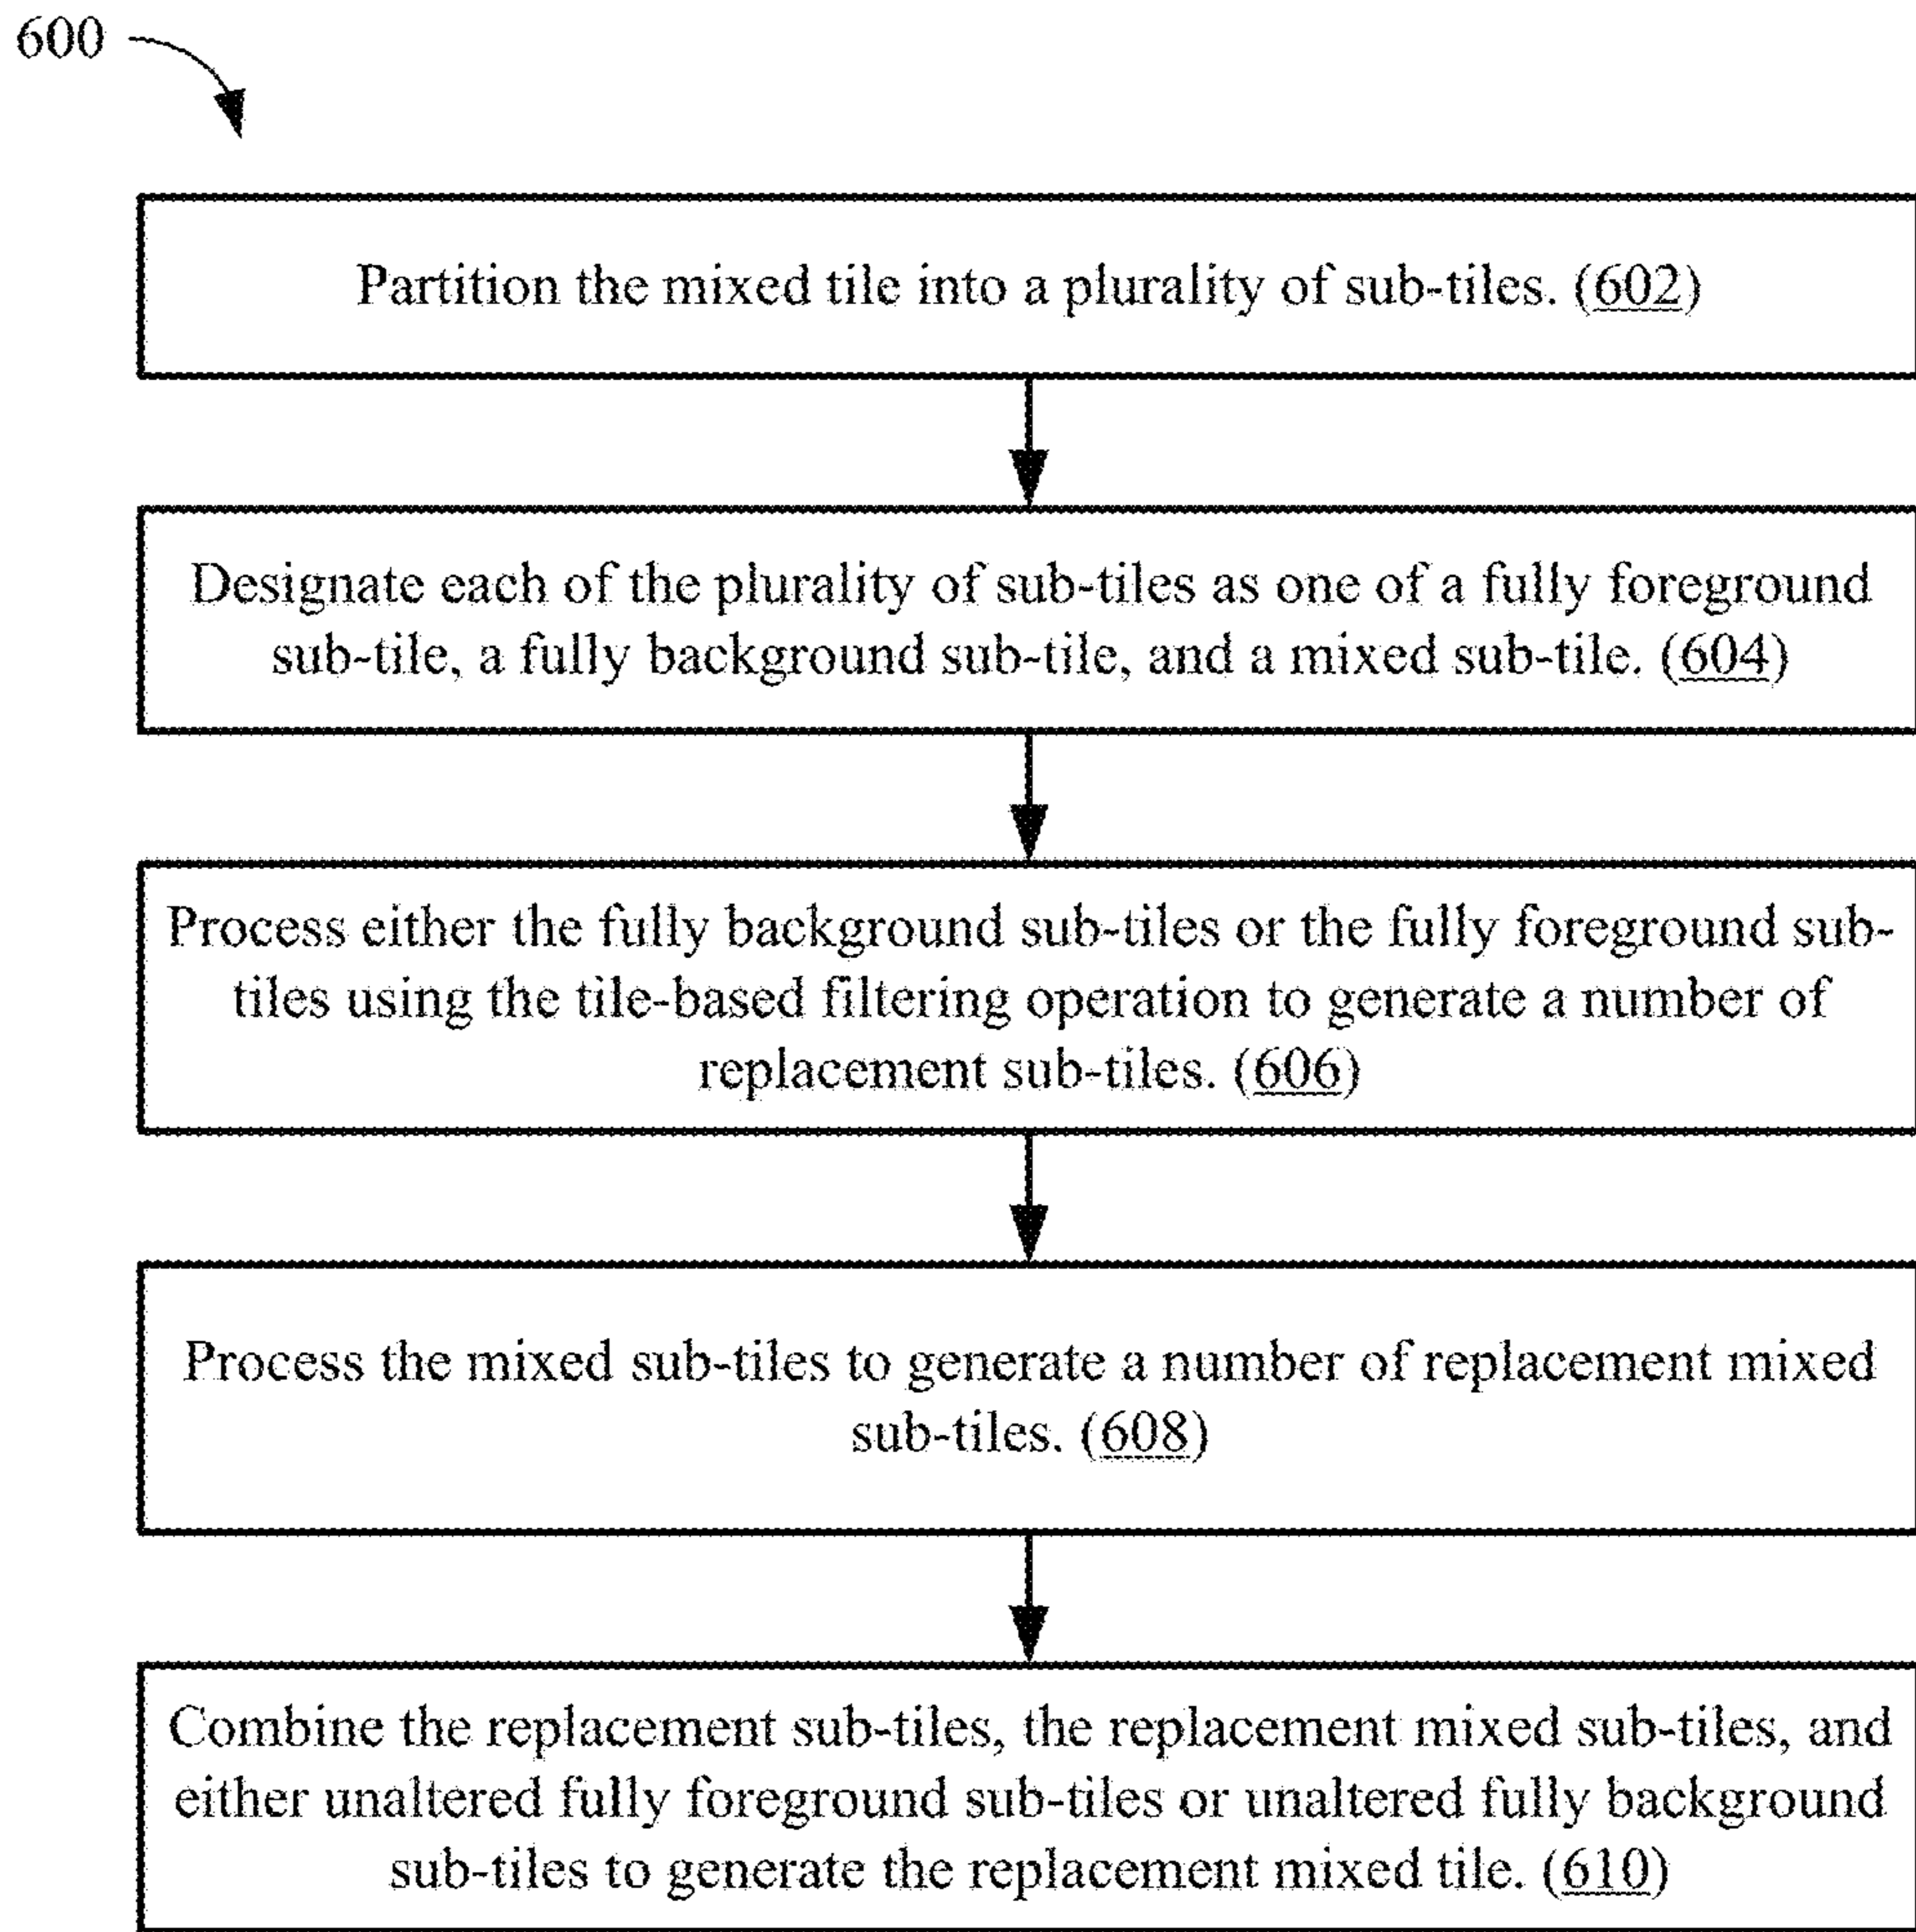 600
Partition the mixed tile into a plurality of sub-tiles. (602)
Designate each of the plurality of sub-tiles as one of a fully foreground
sub-tile, a fully background sub-tile, and a mixed sub-tile. (604)
Process either the fully background sub-tiles or the fully foreground sub-
tiles using the tile-based filtering operation to generate a number of
replacement sub-tiles. (606)
Process the mixed sub-tiles to generate a number of replacement mixed
sub-tiles. (608)
Combine the replacement sub-tiles, the replacement mixed sub-tiles, and
either unaltered fully foreground sub-tiles or unaltered fully background
sub-tiles to generate the replacement mixed tile. (610)